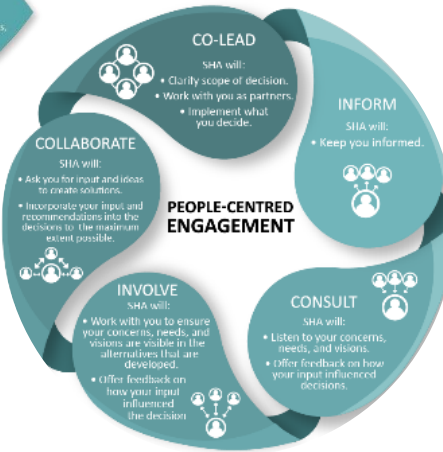 CO-LEAD
SHA will:
• Clarify scope of decision.
• Work with you as partners.
• Implement what
you decide.
INFORM
SHA will:
• Keep you informed.
COLLABORATE
SHA will:
• Ask you for input and ideas
to create solutions.
• Incorporate your input and
recommendations into the
decisions to the maximum
extent possible.
PEOPLE-CENTRED
ENGAGEMENT
INVOLVE
SHA will:
• Work with you to ensure
your concerns, needs, and
visions are visible in the
alternatives that are
developed.
• Offer feedback on
how your input
influenced
the decision
CONSULT
SHA will:
• Listen to your concerns,
needs, and visions.
• Offer feedback on how
your input influenced
decisions.